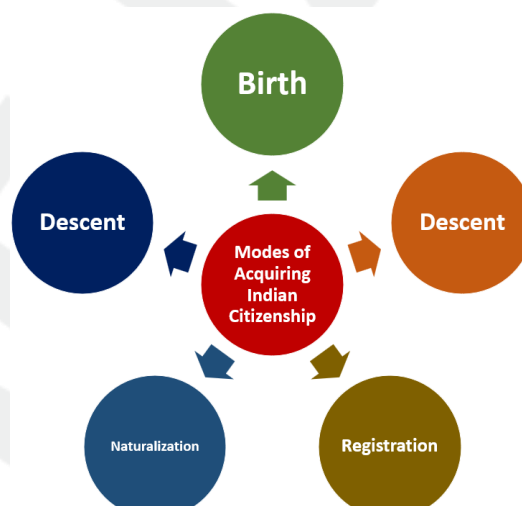 Birth
Descent
Descent
Modes of
Acquiring
Indian
Citizenship
Naturalization
Registration